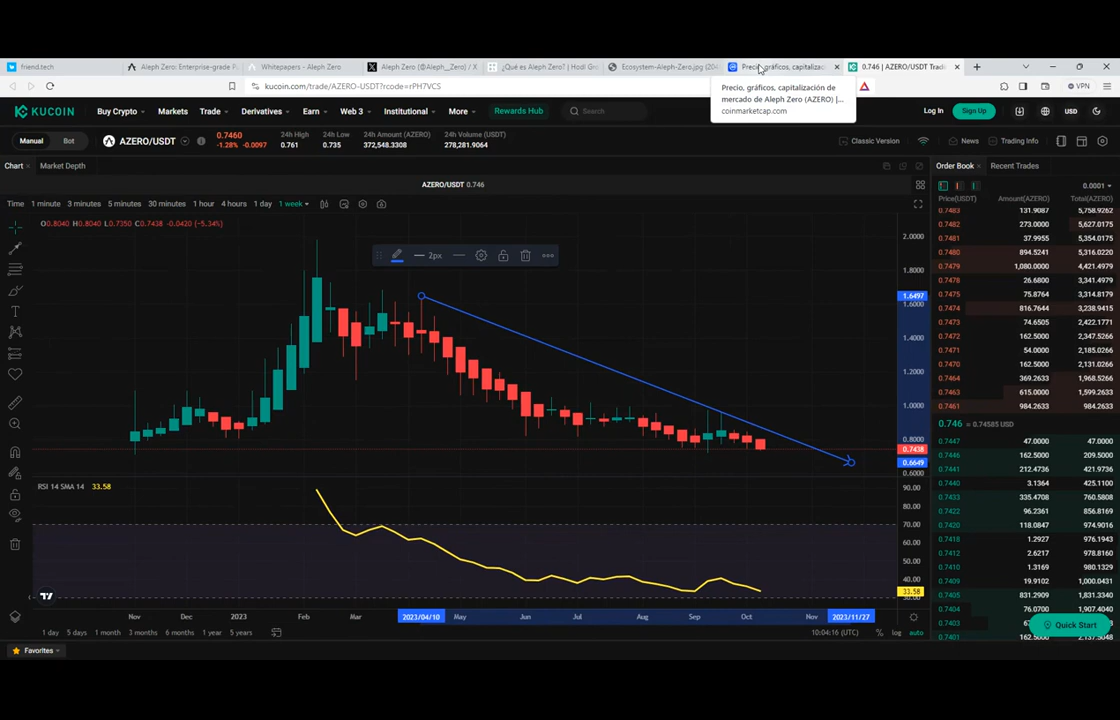 friend.tech
Aleph Zero: Enterprise-grade P
Whitepapers - Aleph Zero
Aleph Zero (@Aleph__Zero) / X
¿Qué es Aleph Zero? | Hodl Gro
Ecosystem-Aleph-Zero.jpg (204
Precio, gráficos, capitalizaci
0.746 | AZERO/USDT Tradi
kucoin.com/trade/AZERO-USDT?rcode=rPH7VCS
VPN
Precio, gráficos, capitalización de
mercado de Aleph Zero (AZERO) |...
coinmarketcap.com
KUCOIN
Buy Crypto
Markets
Trade
Derivatives
Earn
Web 3
Institutional
More
Rewards Hub
Search
Log In
Sign Up
USD
Manual
Bot
AZERO/USDT
0.7460
-1.28% -0.0097
24h High
0.761
24h Low
0.735
24h Amount (AZERO)
372,548.3308
24h Volume (USDT)
278,281.9064
Classic Version
News
Trading Info
Chart
Market Depth
AZERO/USDT 0.746
Order Book
Recent Trades
0.0001
Time
1 minute
3 minutes
5 minutes
30 minutes
1 hour
4 hours
1 day
1 week
Price(USDT)
Amount(AZERO)
Total(AZERO)
O0.8040 H0.8040 L0.7350 C0.7438 -0.0420 (-5.34%)
2px
2.0000
1.8000
1.6497
1.6000
1.4000
1.2000
1.0000
0.8000
0.7438
0.6649
0.6000
0.7483 131.9087 5,758.9262
0.7482 273.0000 5,627.0175
0.7481 37.9955 5,354.0175
0.7480 894.5241 5,316.0220
0.7479 1,080.0000 4,421.4979
0.7478 26.6800 3,341.4979
0.7475 75.8764 3,314.8179
0.7474 816.7644 3,238.9415
0.7473 74.6505 2,422.1771
0.7472 162.5000 2,347.5266
0.7471 54.0000 2,185.0266
0.7470 162.5000 2,131.0266
0.7464 369.2633 1,968.5266
0.7463 615.0000 1,599.2633
0.7461 984.2633 984.2633
0.746 = 0.74585 USD
0.7447 47.0000 47.0000
0.7446 162.5000 209.5000
0.7441 212.4736 421.9736
0.7440 3.1364 425.1100
0.7433 335.4708 760.5808
0.7422 96.2361 856.8169
0.7420 118.0847 974.9016
0.7418 1.2927 976.1943
0.7413 2.6217 978.8160
0.7412 1.3169 980.1329
0.7410 19.9102 1,000.0431
0.7405 831.2909 1,831.3340
0.7404 76.0700 1,907.4040
0.7403
0.7402
0.7401
RSI 14 SMA 14 33.58
90.00
80.00
70.00
60.00
50.00
40.00
33.58
30.00
Nov
Dec
2023
Feb
Mar
2023/04/10
May
Jun
Jul
Aug
Sep
Oct
Nov
2023/11/27
1 day
5 days
1 month
3 months
6 months
1 year
5 years
10:04:16 (UTC)
%
log
auto
Quick Start
Favorites